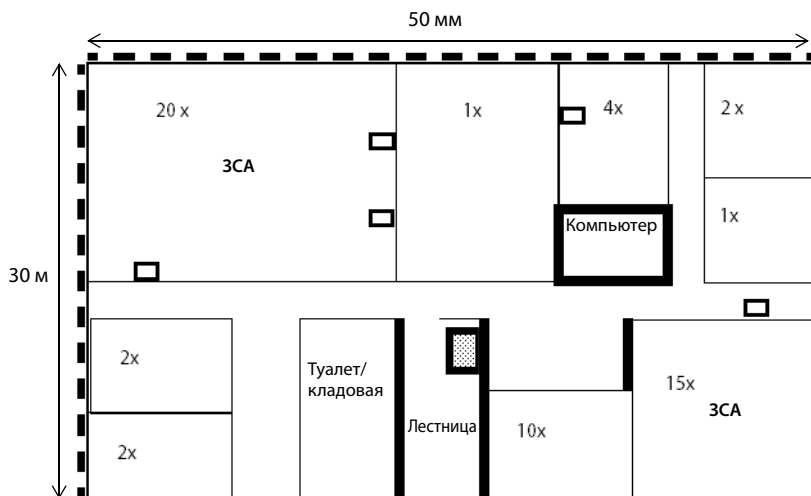 50 мм
20 x
1x
4x
2 x
ЗСА
Компьютер
1x
30 м
2x
Туалет/
кладовая
15x
ЗСА
Лестница
10x
2x